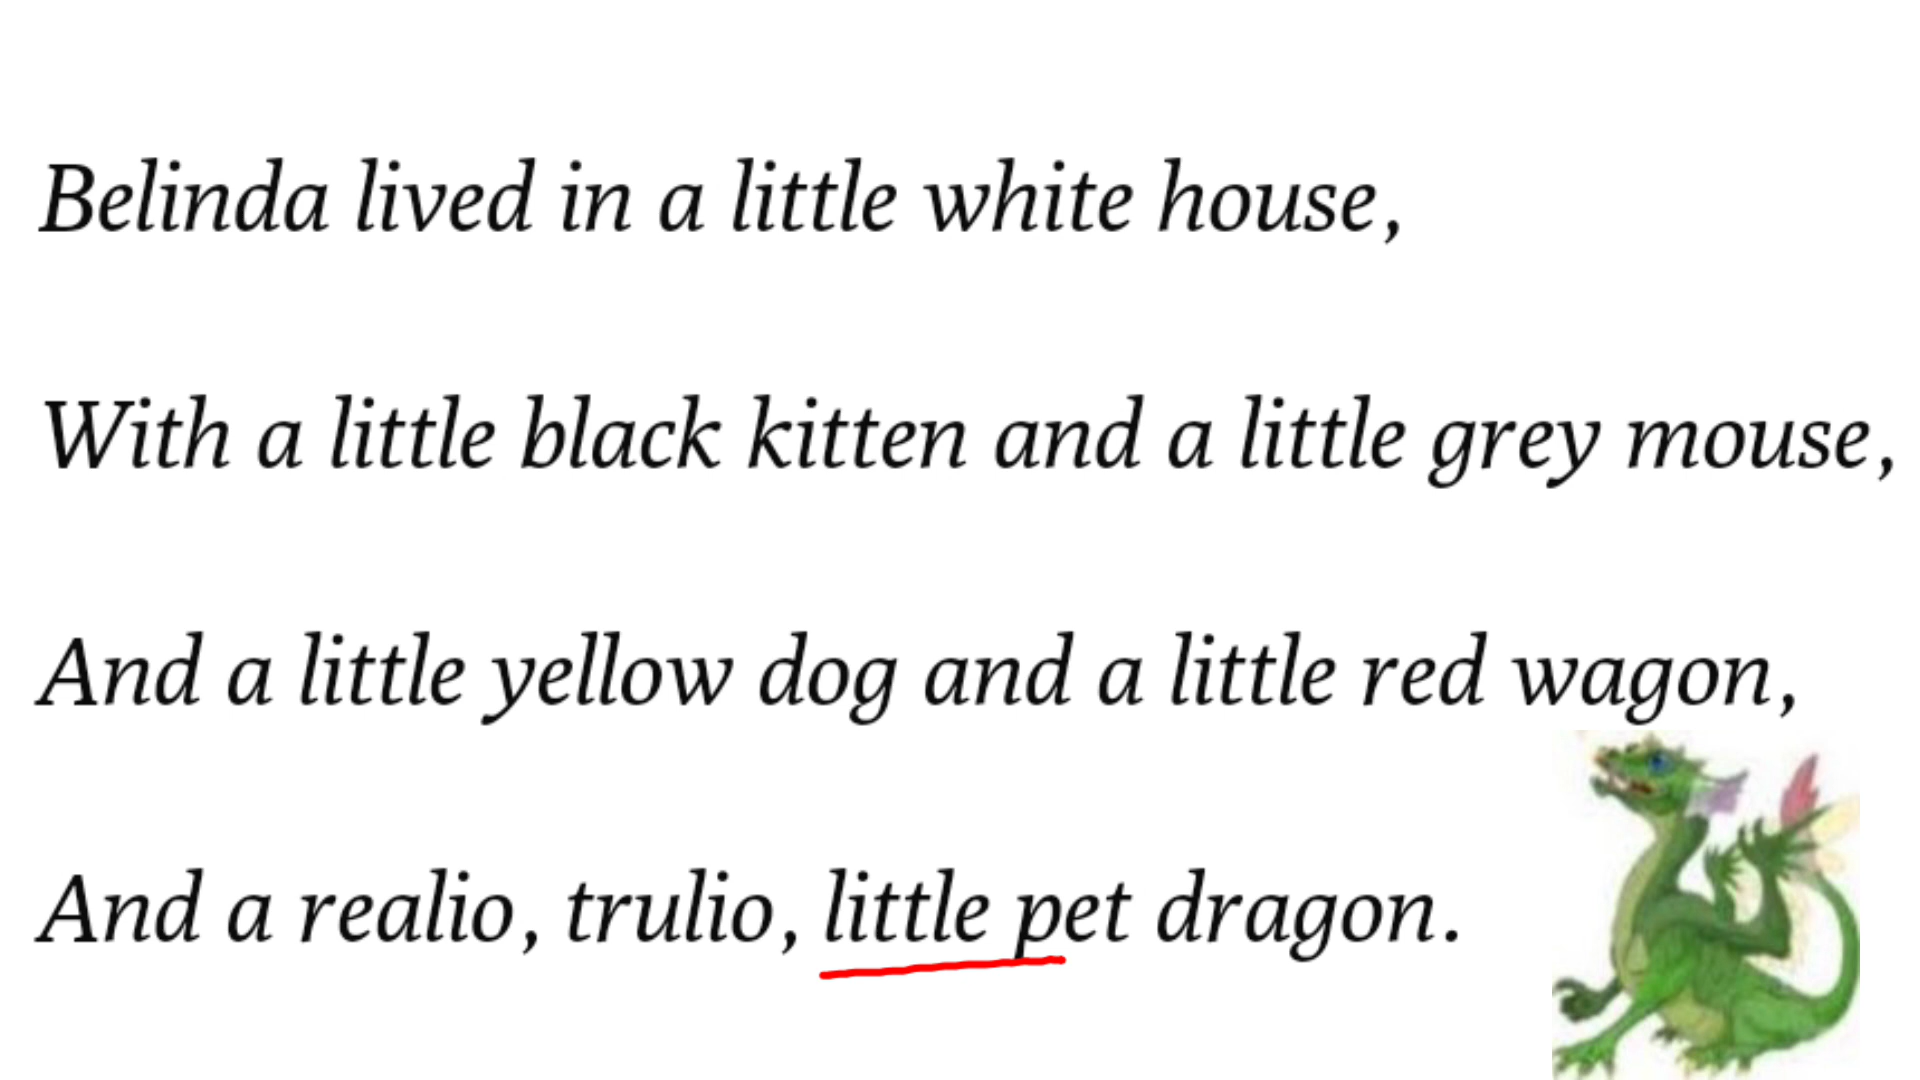 Belinda lived in a little white house,
With a little black kitten and a little grey mouse,
And a little yellow dog and a little red wagon,
And a realio, trulio, little pet dragon.